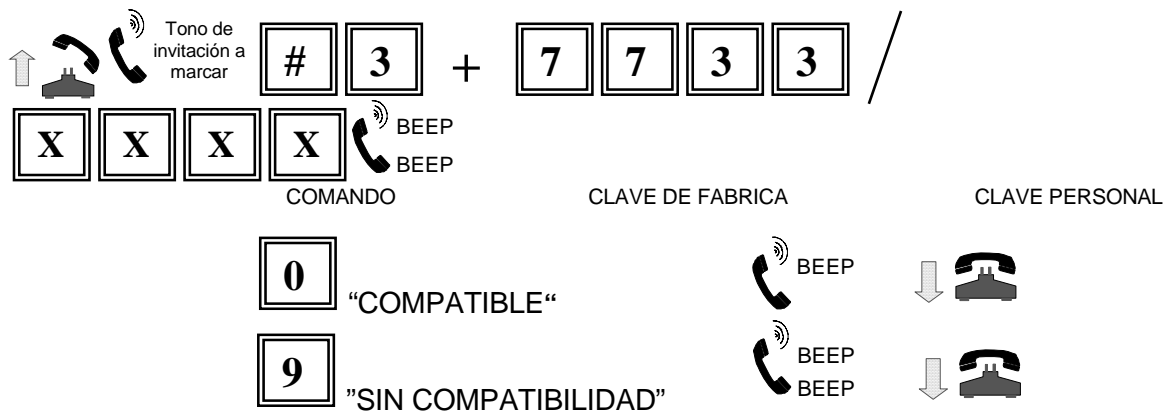 Tono de
invitación a
marcar
# 3 + 7 7 3 3 /
X X X X BEEP
BEEP
COMANDO CLAVE DE FABRICA CLAVE PERSONAL
0 “COMPATIBLE“ BEEP
9 ”SIN COMPATIBILIDAD” BEEP
BEEP